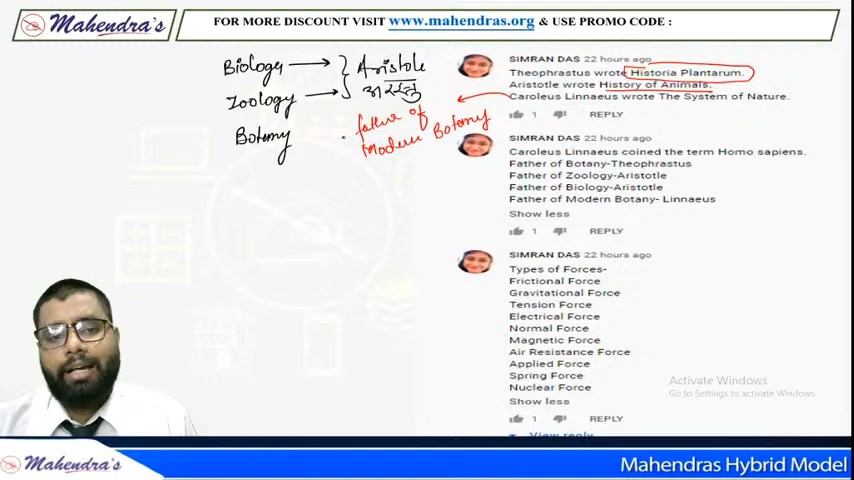 Mahendra's
FOR MORE DISCOUNT VISIT www.mahendras.org & USE PROMO CODE :
Biology
Aristole
Zoology
अरस्तु
Botany
father of
Modern Botany
SIMRAN DAS 22 hours ago
Theophrastus wrote Historia Plantarum.
Aristotle wrote History of Animals.
Caroleus Linnaeus wrote The System of Nature.
1 REPLY
SIMRAN DAS 22 hours ago
Caroleus Linnaeus coined the term Homo sapiens.
Father of Botany-Theophrastus
Father of Zoology-Aristotle
Father of Biology-Aristotle
Father of Modern Botany- Linnaeus
Show less
1 REPLY
SIMRAN DAS 22 hours ago
Types of Forces-
Frictional Force
Gravitational Force
Tension Force
Electrical Force
Normal Force
Magnetic Force
Air Resistance Force
Applied Force
Spring Force
Nuclear Force
Show less
1 REPLY
View reply
Activate Windows
Go to Settings to activate Windows.
Mahendra's
Mahendras Hybrid Model